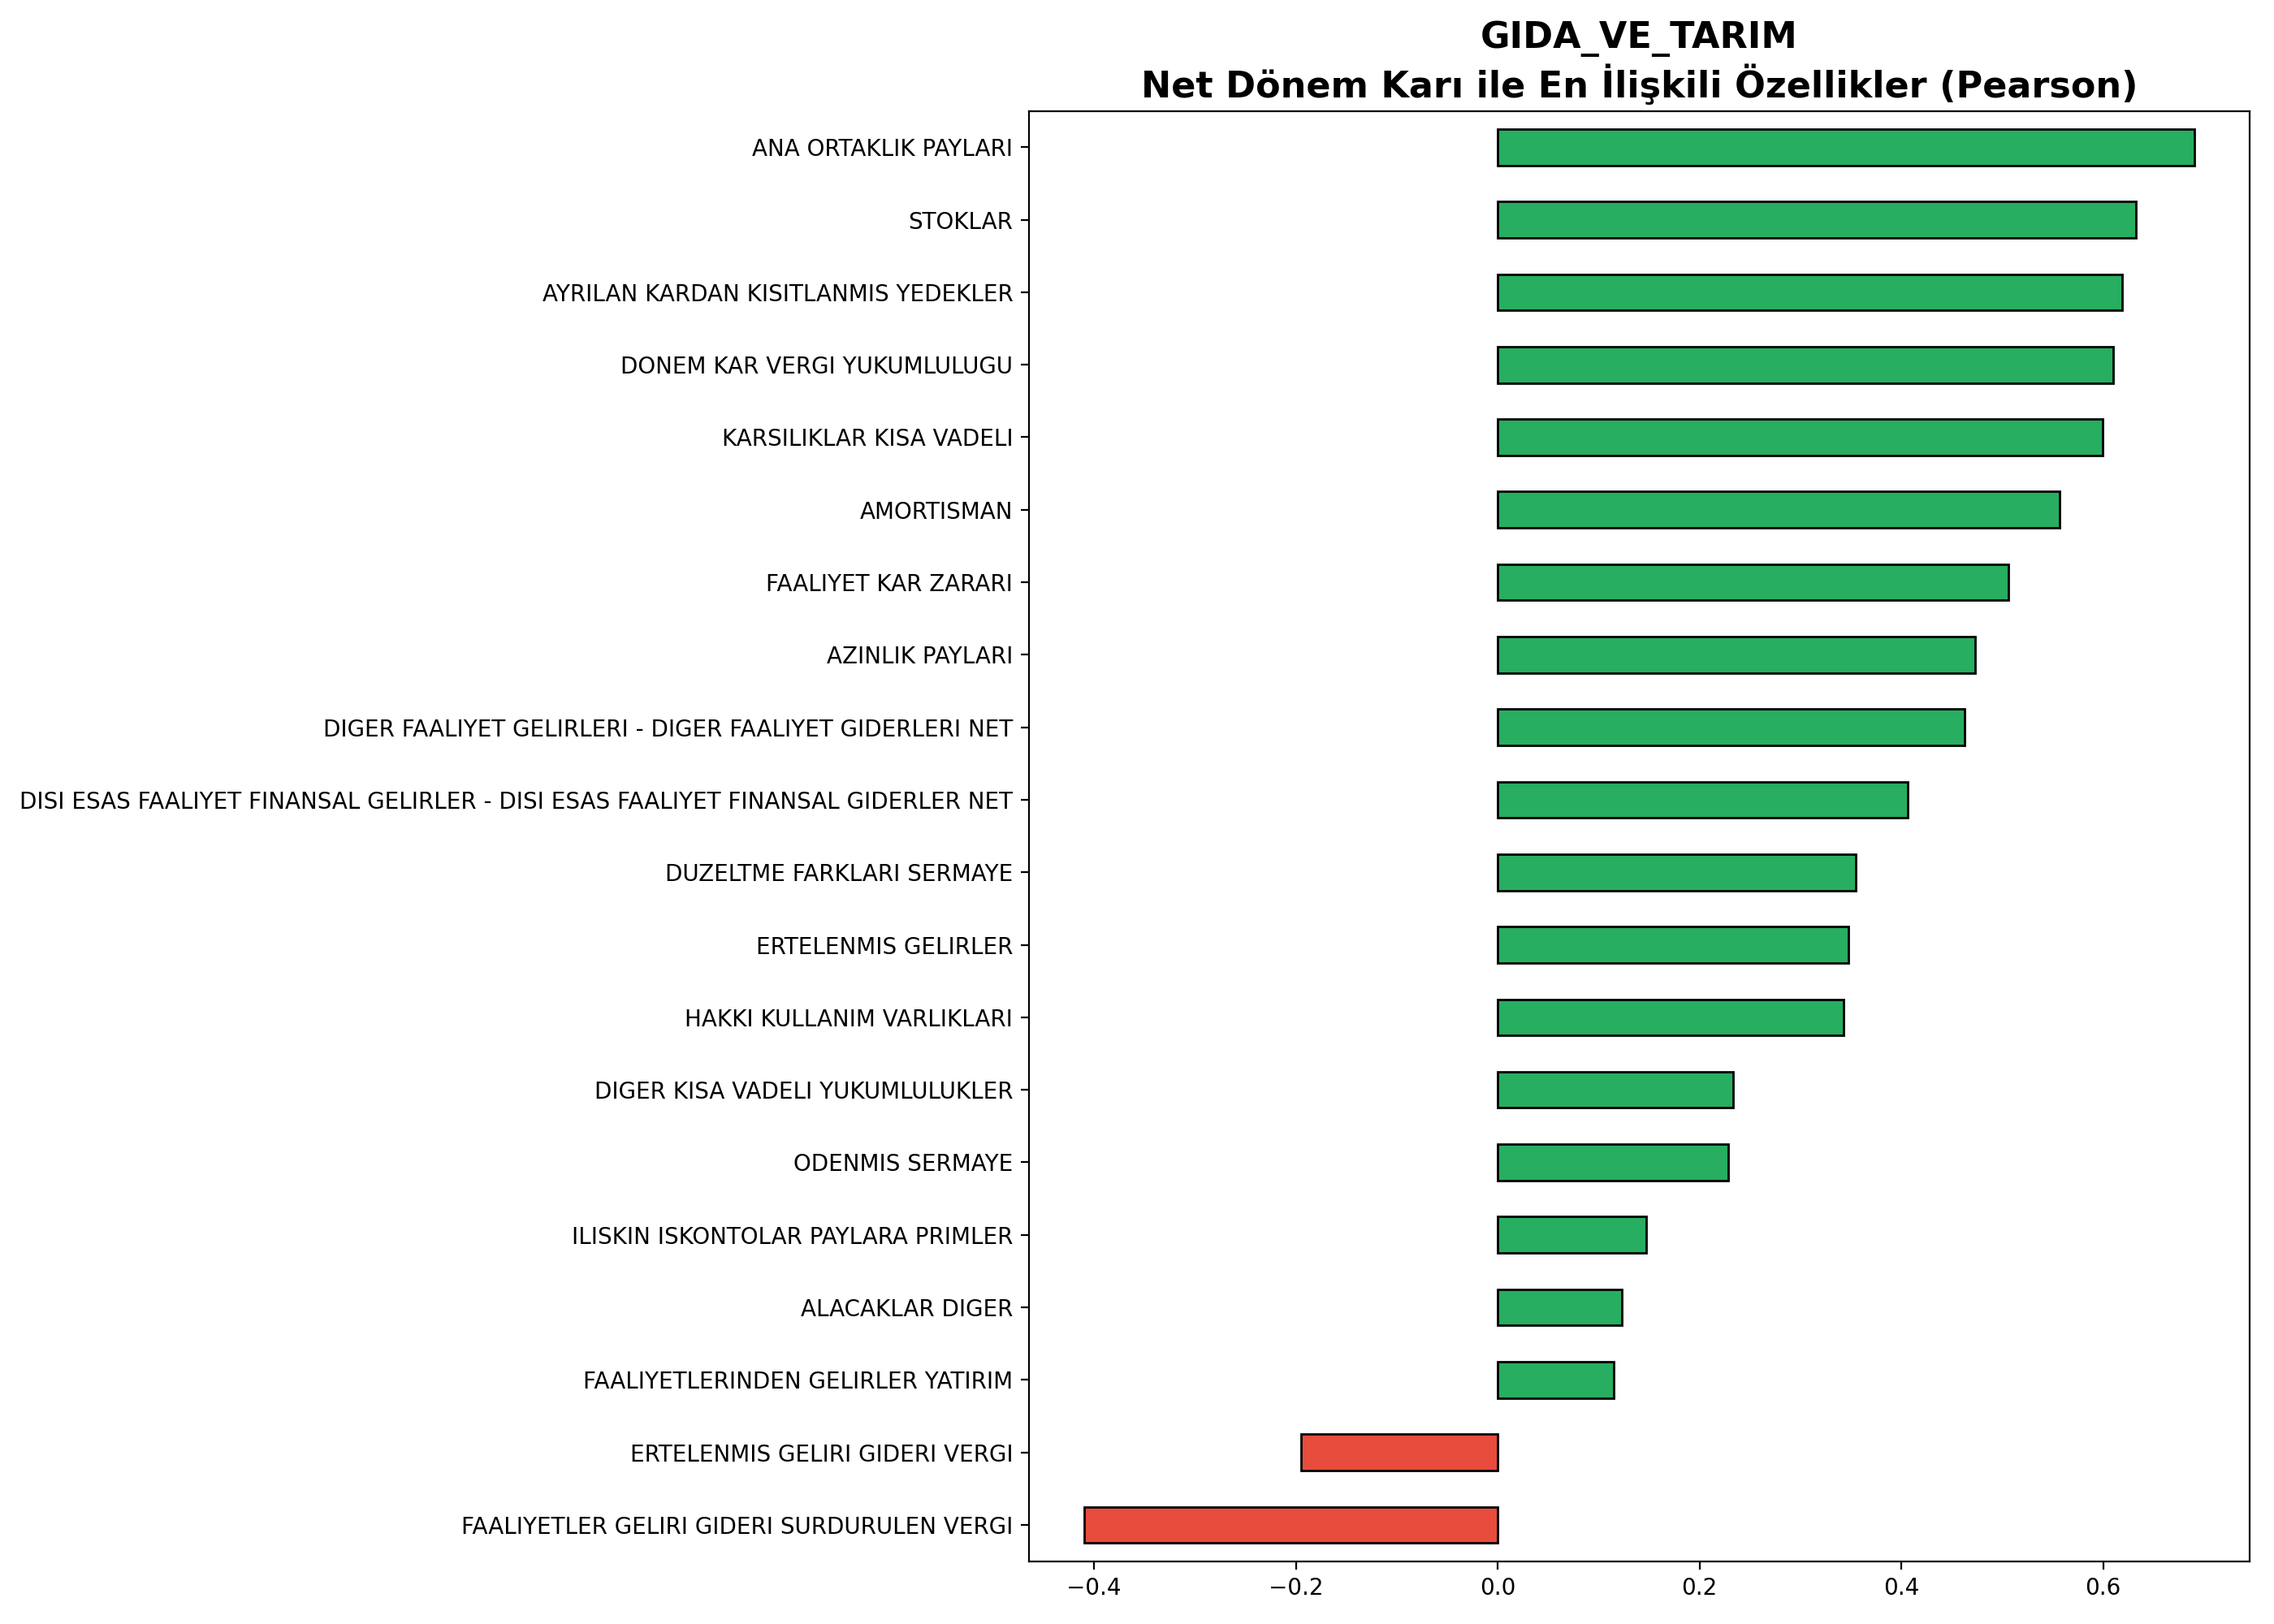 GIDA_VE_TARIM
Net Dönem Karı ile En İlişkili Özellikler (Pearson)
ANA ORTAKLIK PAYLARI
STOKLAR
AYRILAN KARDAN KISITLANMIS YEDEKLER
DONEM KAR VERGI YUKUMLULUGU
KARSILIKLAR KISA VADELI
AMORTISMAN
FAALIYET KAR ZARARI
AZINLIK PAYLARI
DIGER FAALIYET GELIRLERI - DIGER FAALIYET GIDERLERI NET
DISI ESAS FAALIYET FINANSAL GELIRLER - DISI ESAS FAALIYET FINANSAL GIDERLER NET
DUZELTME FARKLARI SERMAYE
ERTELENMIS GELIRLER
HAKKI KULLANIM VARLIKLARI
DIGER KISA VADELI YUKUMLULUKLER
ODENMIS SERMAYE
ILISKIN ISKONTOLAR PAYLARA PRIMLER
ALACAKLAR DIGER
FAALIYETLERINDEN GELIRLER YATIRIM
ERTELENMIS GELIRI GIDERI VERGI
FAALIYETLER GELIRI GIDERI SURDURULEN VERGI
−0.4 −0.2 0.0 0.2 0.4 0.6